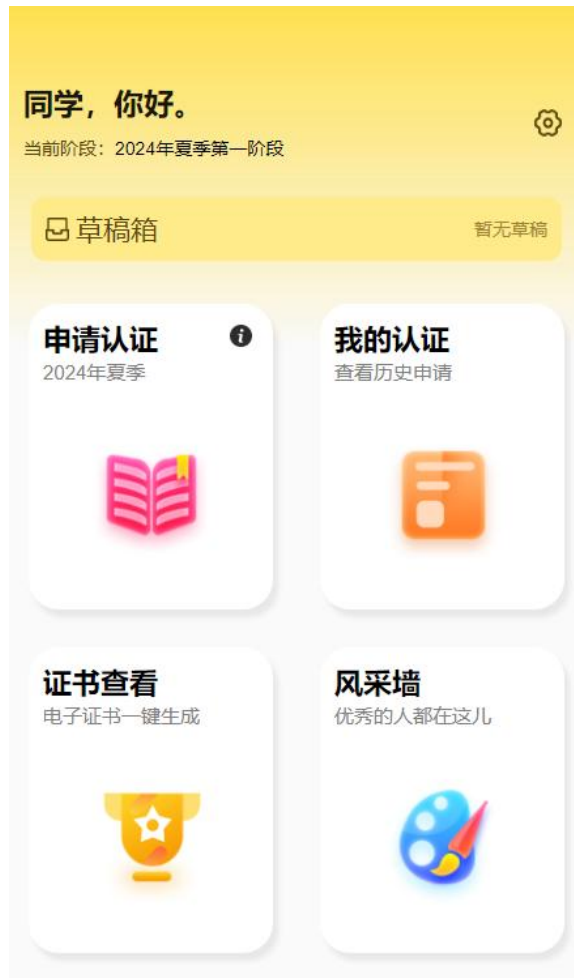 同学，你好。
当前阶段：2024年夏季第一阶段
草稿箱 暂无草稿
申请认证
2024年夏季
我的认证
查看历史申请
证书查看
电子证书一键生成
风采墙
优秀的人都在这儿